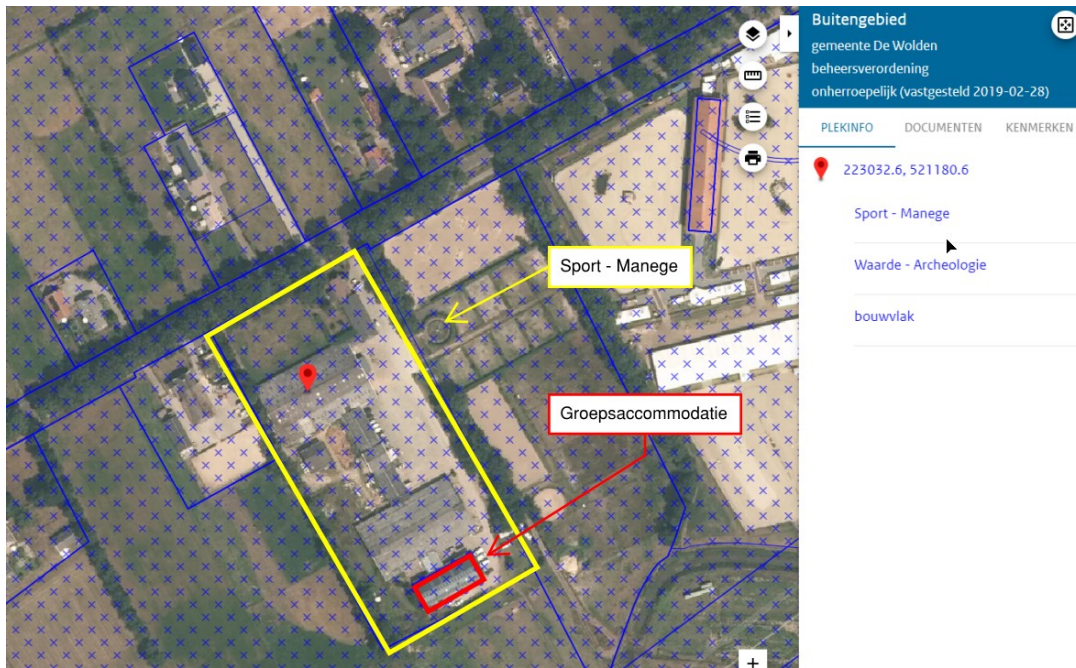 Sport - Manege
Groepsaccommodatie
+
Buitengebied
gemeente De Wolden
beheersverordening
onherroepelijk (vastgesteld 2019-02-28)
PLEKINFO DOCUMENTEN KENMERKEN
223032.6, 521180.6
Sport - Manege
Waarde - Archeologie
bouwvlak